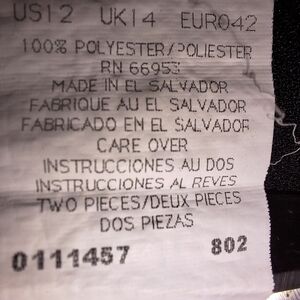 US12 UK14 EURO42
100% POLYESTER/POLIESTER
RN 66953
MADE IN EL SALVADOR
FABRIQUE AU EL SALVADOR
FABRICADO EN EL SALVADOR
CARE OVER
INSTRUCCIONES AU DOS
INSTRUCCIONES AL REVES
TWO PIECES/DEUX PIECES
DOS PIEZAS
0111457 802